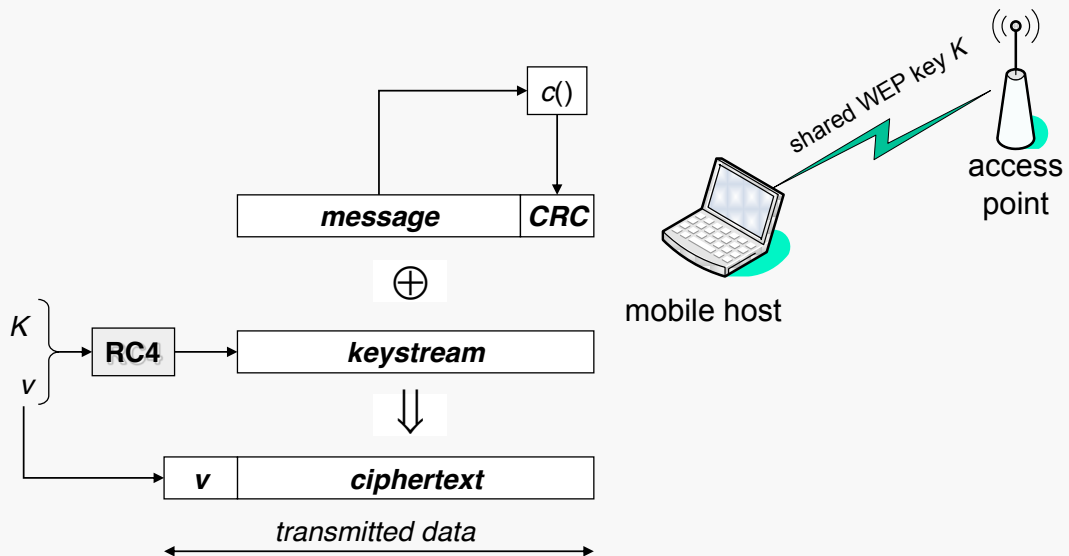 c()
shared WEP key K
access
point
message
CRC
⊕
mobile host
K
v
RC4
keystream
⇓
v
ciphertext
transmitted data